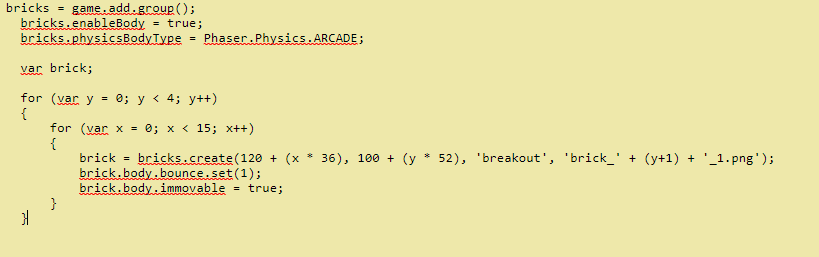 bricks = game.add.group();
bricks.enableBody = true;
bricks.physicsBodyType = Phaser.Physics.ARCADE;
var brick;
for (var y = 0; y < 4; y++)
{
for (var x = 0; x < 15; x++)
{
brick = bricks.create(120 + (x * 36), 100 + (y * 52), 'breakout', 'brick_' + (y+1) + '_1.png');
brick.body.bounce.set(1);
brick.body.immovable = true;
}
}